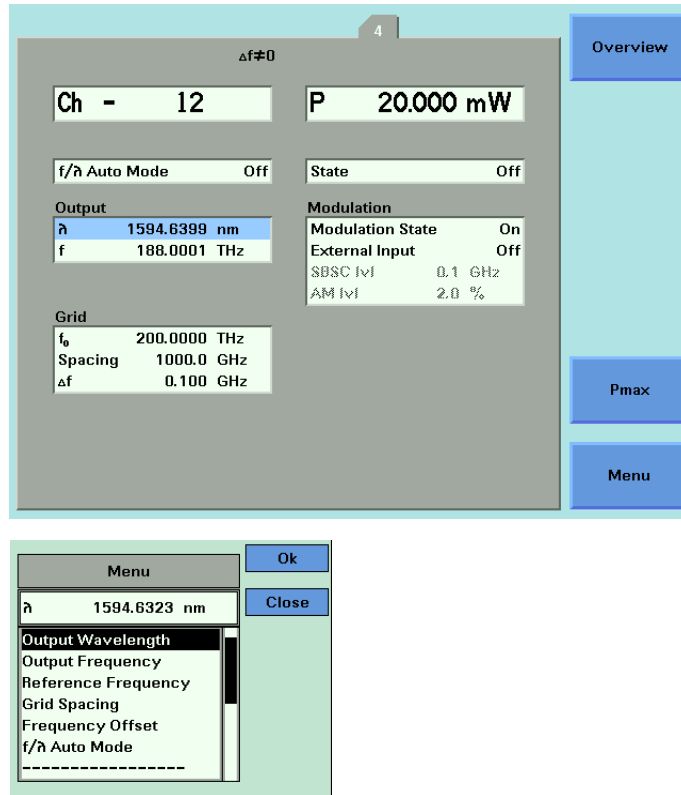 4
Δf≠0
Overview
Ch - 12
P 20.000 mW
f/λ Auto Mode Off
State Off
Output
λ 1594.6399 nm
f 188.0001 THz
Modulation
Modulation State On
External Input Off
SBSC lvl 0.1 GHz
AM lvl 2.0 %
Grid
f₀ 200.0000 THz
Spacing 1000.0 GHz
Δf 0.100 GHz
Pmax
Menu
Menu
Ok
λ 1594.6323 nm
Close
Output Wavelength
Output Frequency
Reference Frequency
Grid Spacing
Frequency Offset
f/λ Auto Mode
-----------------